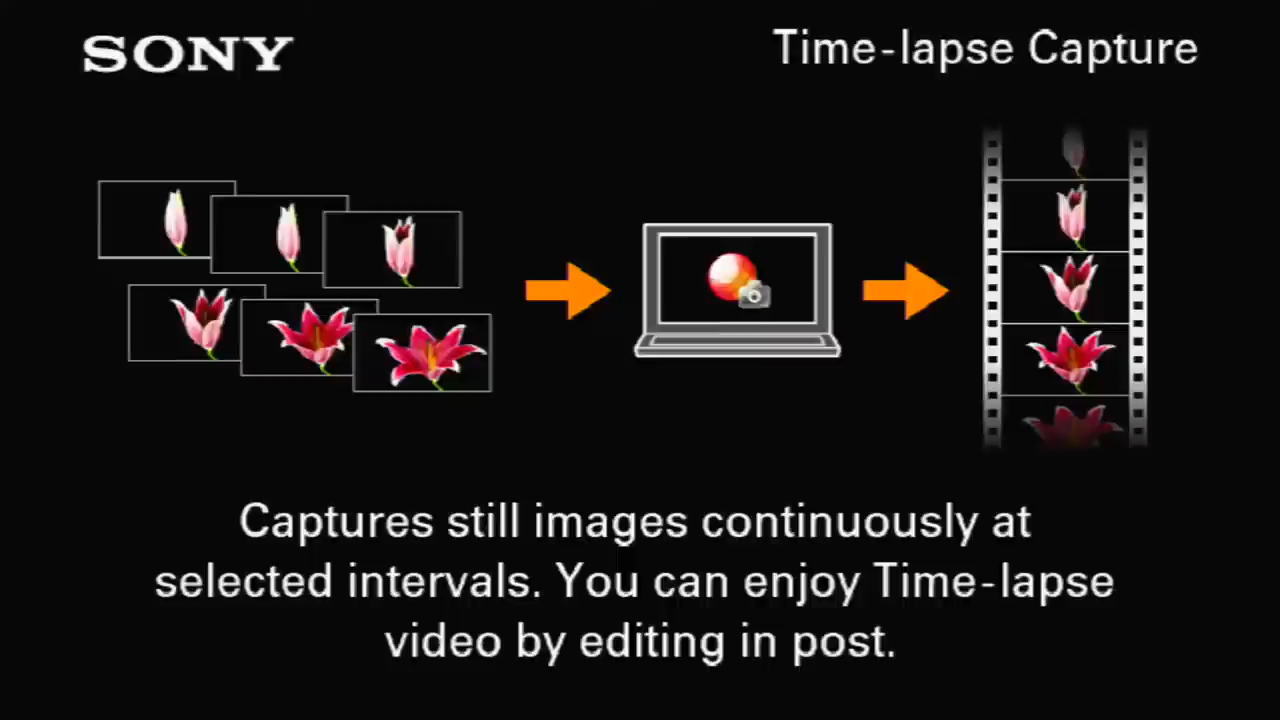 SONY
Time-lapse Capture
Captures still images continuously at
selected intervals. You can enjoy Time-lapse
video by editing in post.